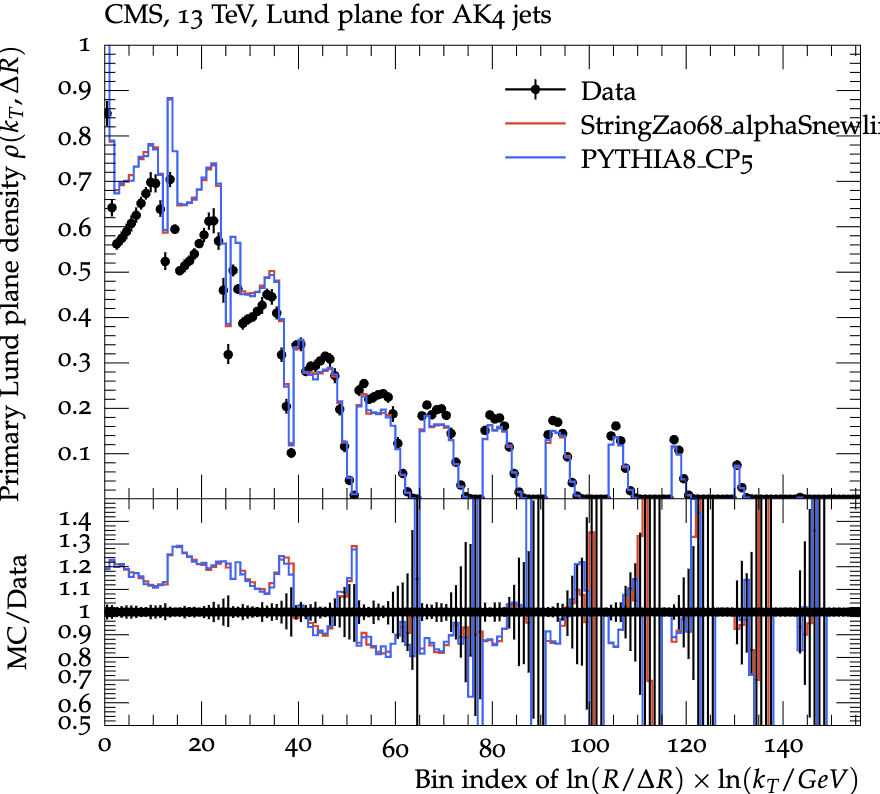 CMS, 13 TeV, Lund plane for AK4 jets
Primary Lund plane density ρ(k_T, ΔR)
1
0.9
0.8
0.7
0.6
0.5
0.4
0.3
0.2
0.1
Data
StringZao68_alphaSnewli
PYTHIA8_CP5
MC/Data
1.4
1.3
1.2
1.1
1
0.9
0.8
0.7
0.6
0.5
0 20 40 60 80 100 120 140
Bin index of ln(R/ΔR) × ln(k_T/GeV)